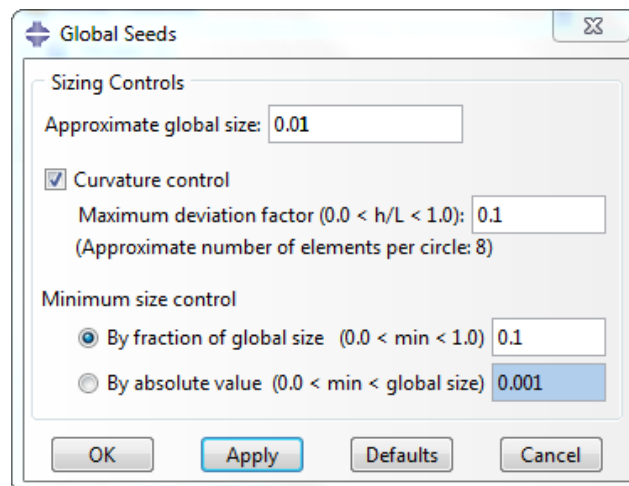 Global Seeds
Sizing Controls
Approximate global size: 0.01
Curvature control
Maximum deviation factor (0.0 < h/L < 1.0): 0.1
(Approximate number of elements per circle: 8)
Minimum size control
By fraction of global size (0.0 < min < 1.0) 0.1
By absolute value (0.0 < min < global size) 0.001
OK Apply Defaults Cancel